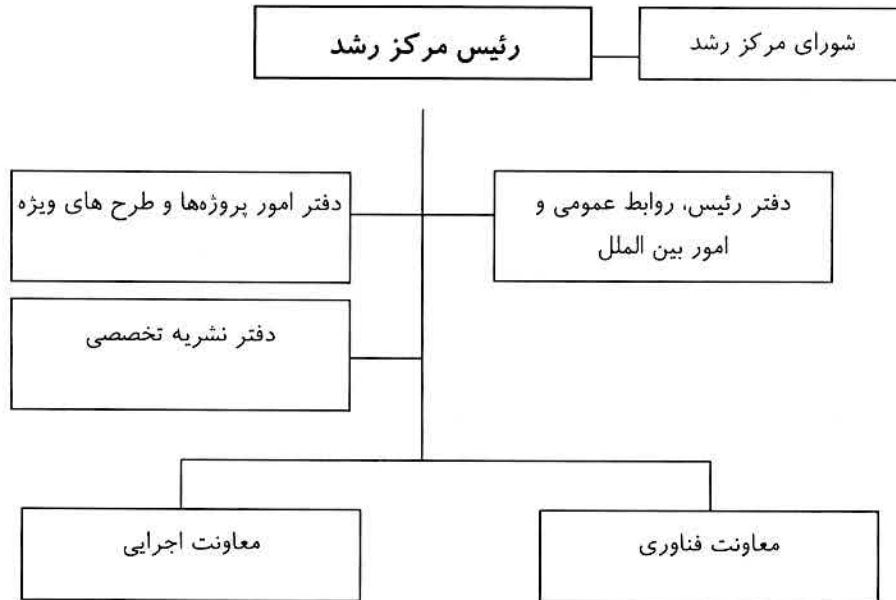 رئیس مرکز رشد
شورای مرکز رشد
دفتر رئیس، روابط عمومی و
امور بین الملل
دفتر امور پروژه‌ها و طرح های ویژه
دفتر نشریه تخصصی
معاونت فناوری
معاونت اجرایی